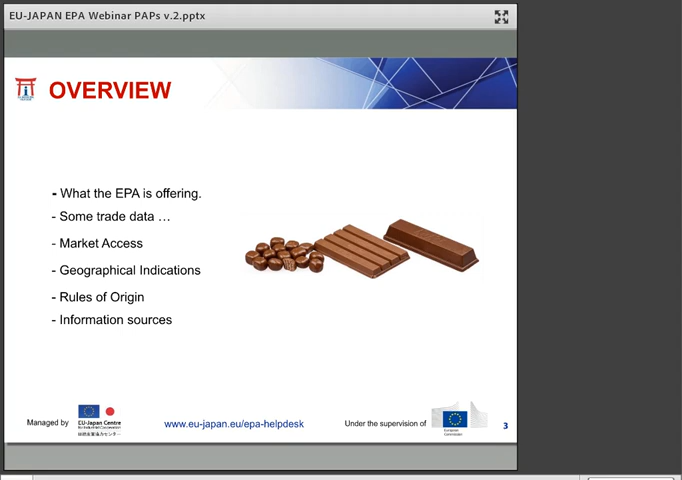 EU-JAPAN EPA Webinar PAPs v.2.pptx
OVERVIEW
- What the EPA is offering.
- Some trade data …
- Market Access
- Geographical Indications
- Rules of Origin
- Information sources
Managed by
EU-Japan Centre
www.eu-japan.eu/epa-helpdesk
Under the supervision of
European
Commission
3